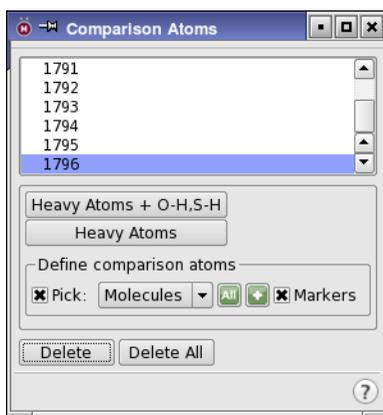 Comparison Atoms
1791
1792
1793
1794
1795
1796
Heavy Atoms + O-H,S-H
Heavy Atoms
Define comparison atoms
Pick: Molecules All + Markers
Delete Delete All
?